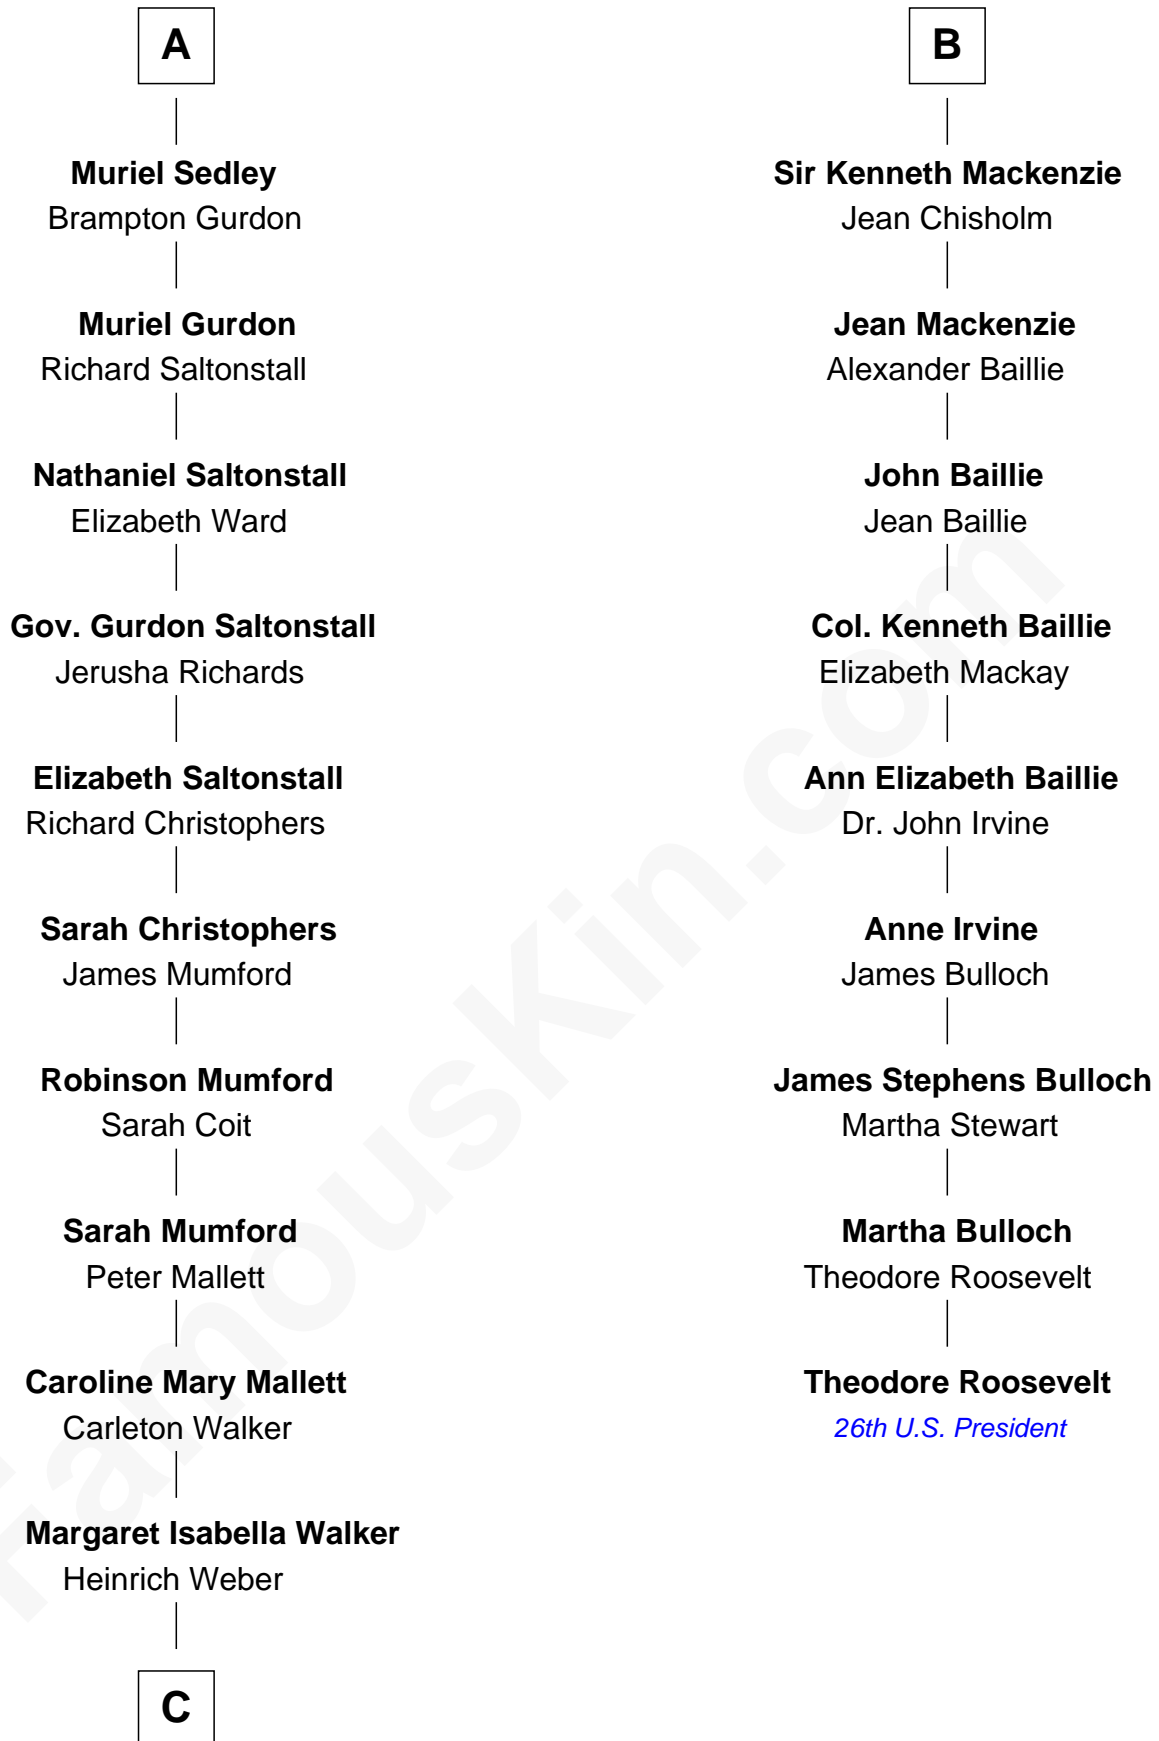 A
Muriel Sedley
Brampton Gurdon
Muriel Gurdon
Richard Saltonstall
Nathaniel Saltonstall
Elizabeth Ward
Gov. Gurdon Saltonstall
Jerusha Richards
Elizabeth Saltonstall
Richard Christophers
Sarah Christophers
James Mumford
Robinson Mumford
Sarah Coit
Sarah Mumford
Peter Mallett
Caroline Mary Mallett
Carleton Walker
Margaret Isabella Walker
Heinrich Weber
C
B
Sir Kenneth Mackenzie
Jean Chisholm
Jean Mackenzie
Alexander Baillie
John Baillie
Jean Baillie
Col. Kenneth Baillie
Elizabeth Mackay
Ann Elizabeth Baillie
Dr. John Irvine
Anne Irvine
James Bulloch
James Stephens Bulloch
Martha Stewart
Martha Bulloch
Theodore Roosevelt
Theodore Roosevelt
26th U.S. President
FamousKin.com